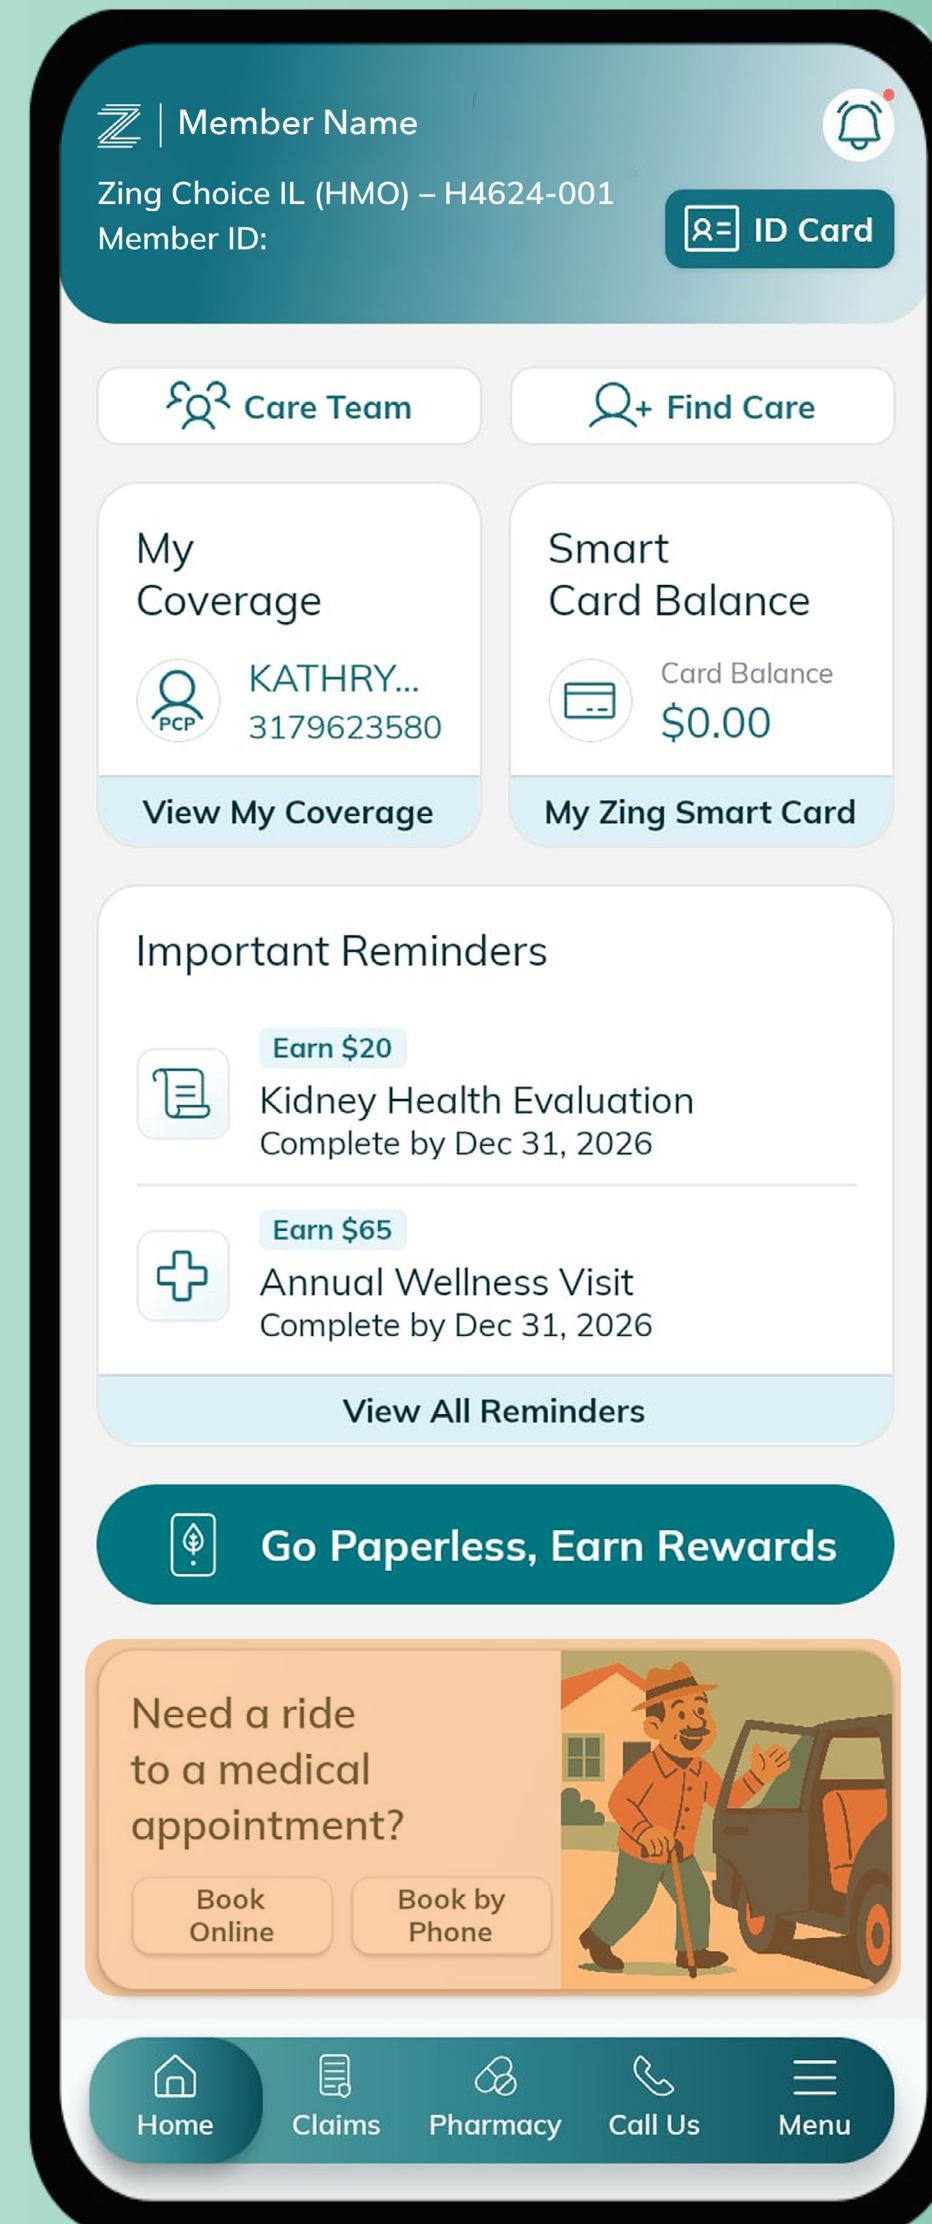 Member Name
Zing Choice IL (HMO) – H4624-001
Member ID:
ID Card
Care Team
Find Care
My
Coverage
PCP
KATHRY...
3179623580
View My Coverage
Smart
Card Balance
Card Balance
$0.00
My Zing Smart Card
Important Reminders
Earn $20
Kidney Health Evaluation
Complete by Dec 31, 2026
Earn $65
Annual Wellness Visit
Complete by Dec 31, 2026
View All Reminders
Go Paperless, Earn Rewards
Need a ride
to a medical
appointment?
Book
Online
Book by
Phone
Home
Claims
Pharmacy
Call Us
Menu